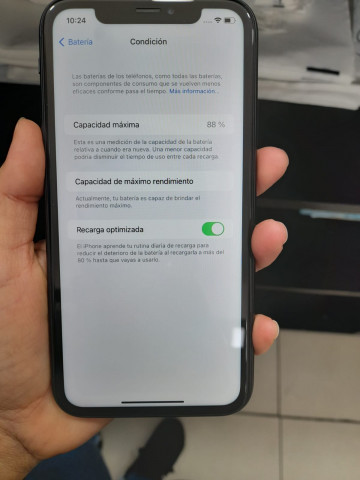 10:24
Batería
Condición
Las baterías de los teléfonos, como todas las baterías,
son componentes de consumo que se vuelven menos
eficaces conforme pasa el tiempo. Más información.
Capacidad máxima
88 %
Esta es una medición de la capacidad de la batería
relativa a cuando era nueva. Una menor capacidad
podría disminuir el tiempo de uso entre cada recarga.
Capacidad de máximo rendimiento
Actualmente, tu batería es capaz de brindar el
rendimiento máximo.
Recarga optimizada
El iPhone aprende tu rutina diaria de recarga para
reducir el deterioro de la batería al recargarla a más del
80 % hasta que vayas a usarlo.